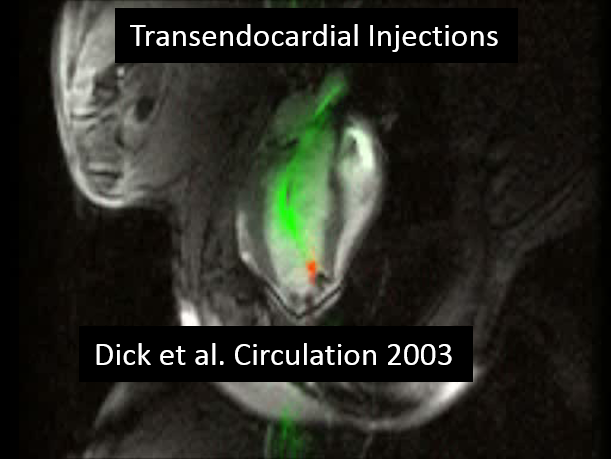 Transendocardial Injections
Dick et al. Circulation 2003